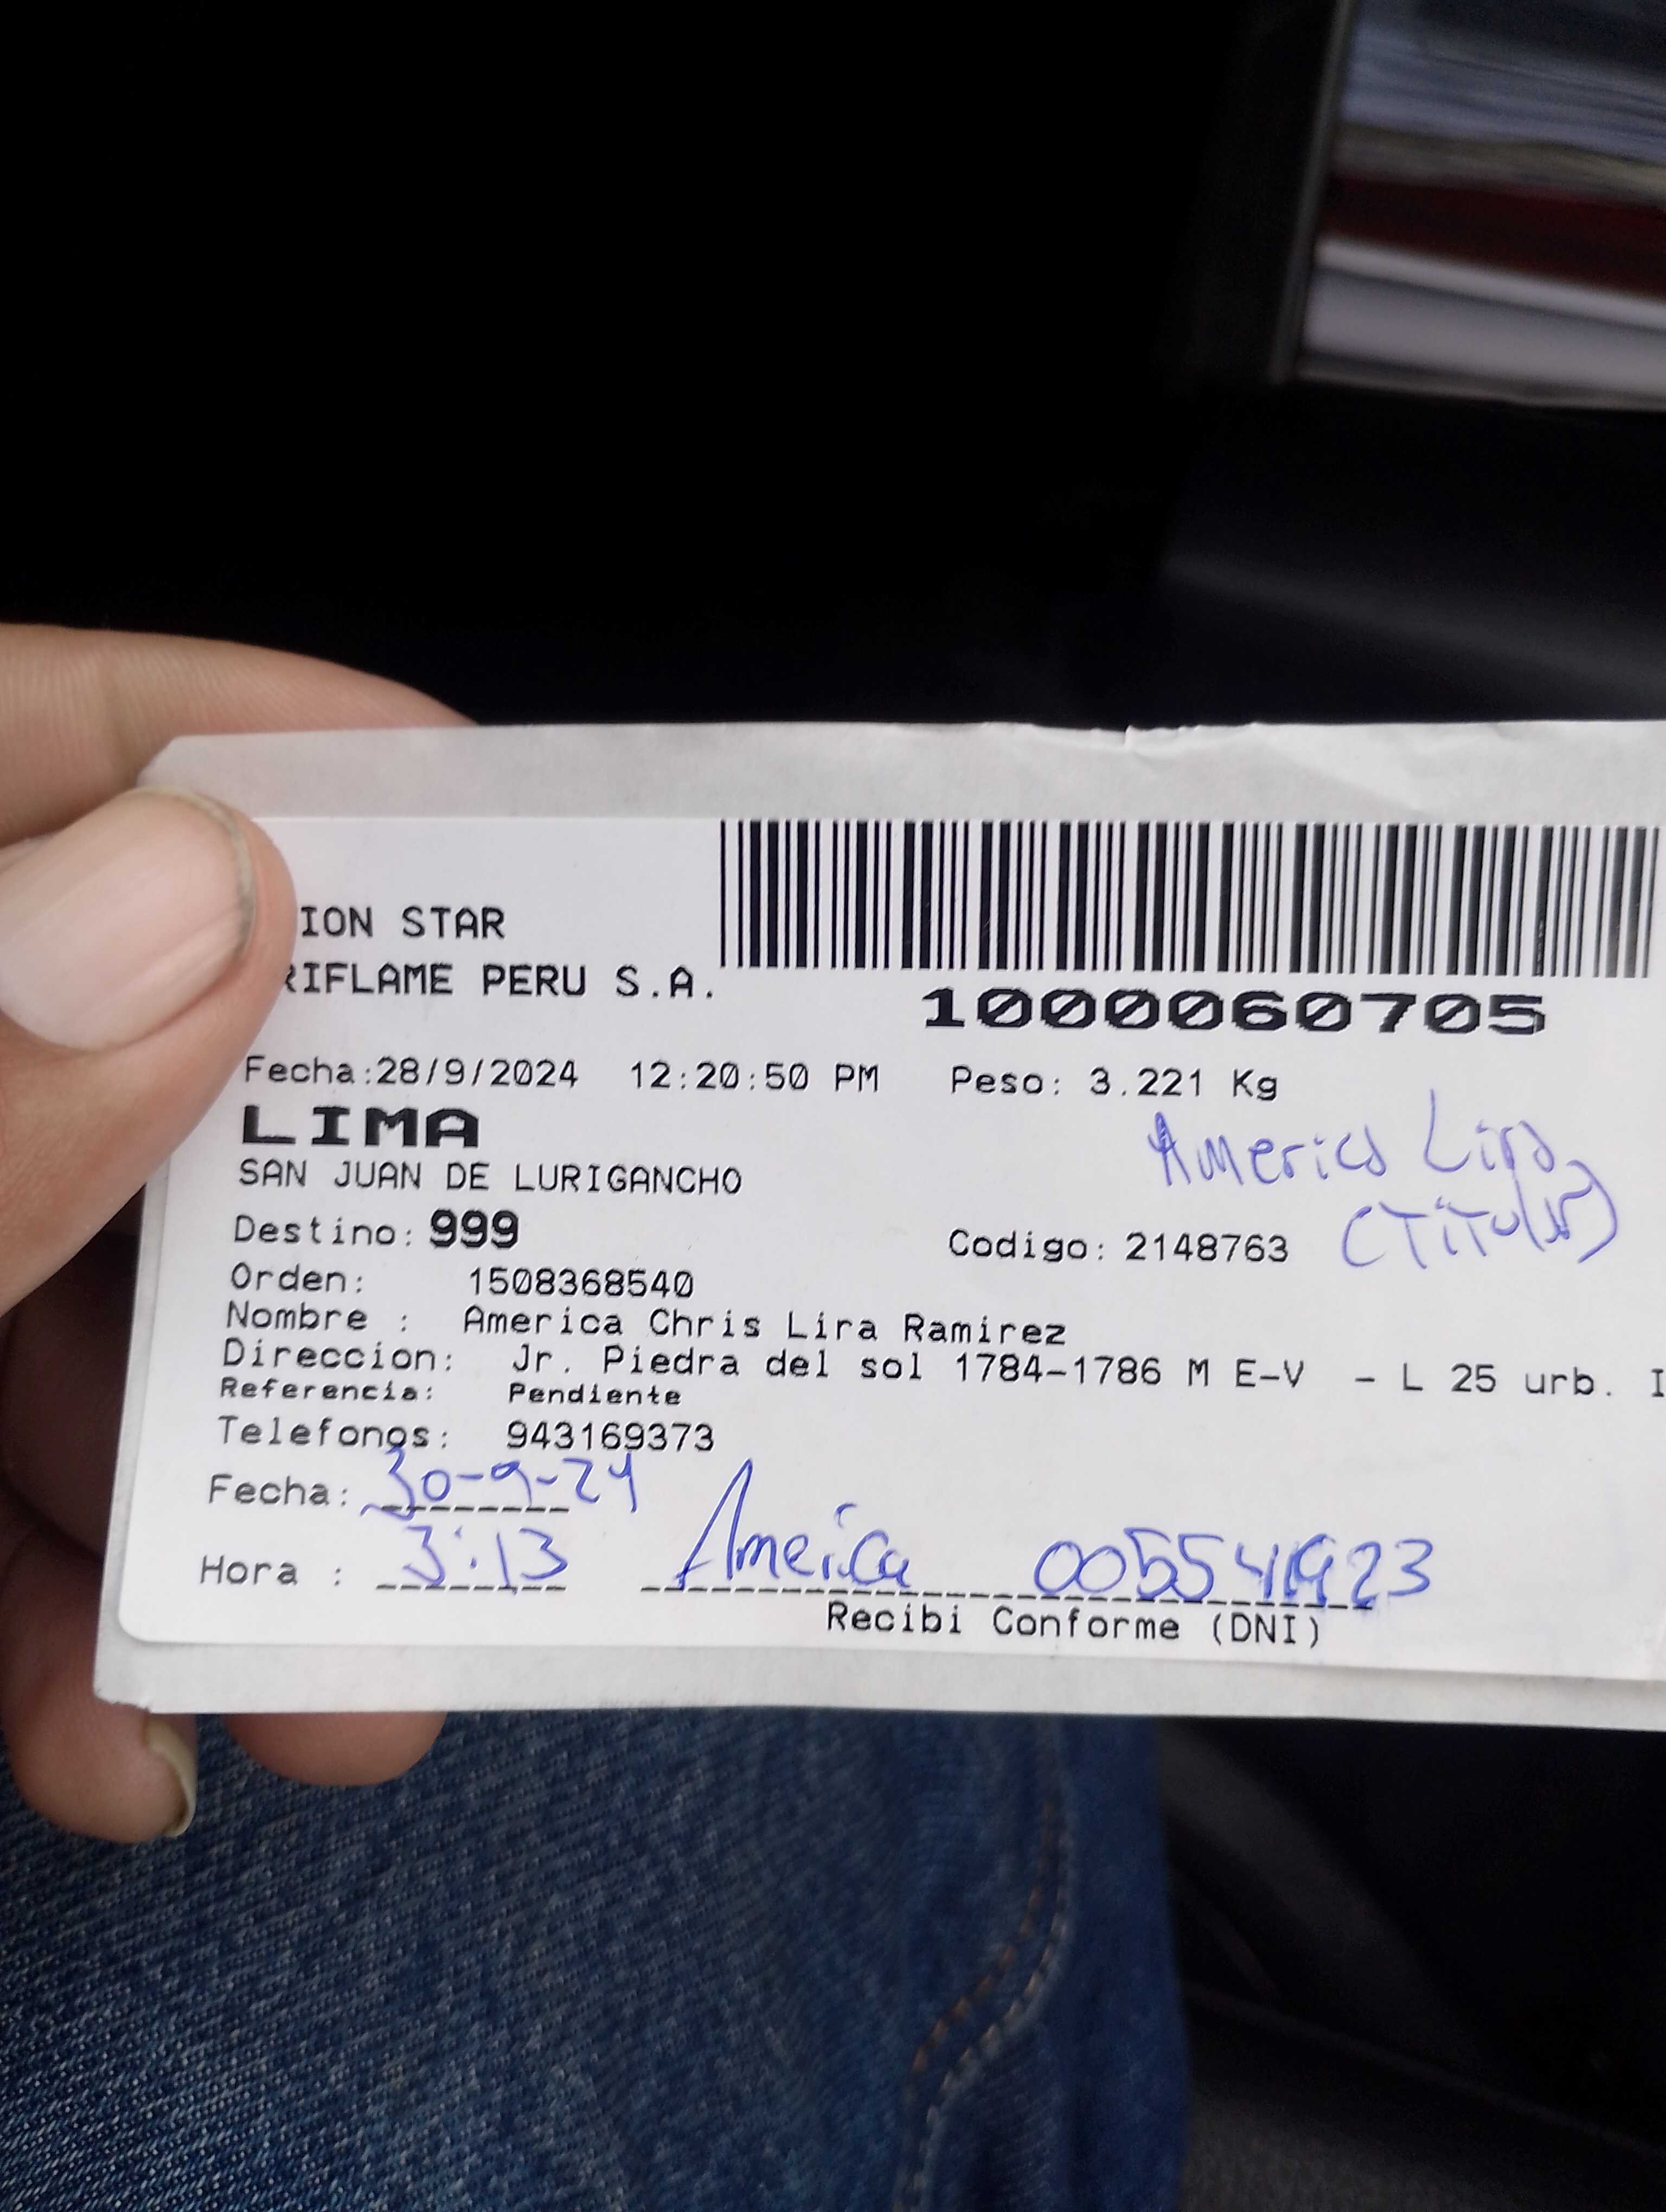 ION STAR
RIFLAME PERU S.A.
1000060705
Fecha:28/9/2024 12:20:50 PM Peso: 3.221 Kg
LIMA
America Lira
SAN JUAN DE LURIGANCHO
(Titular)
Destino: 999 Codigo: 2148763
Orden: 1508368540
Nombre : America Chris Lira Ramirez
Direccion: Jr. Piedra del sol 1784-1786 M E-V - L 25 urb. I
Referencia: Pendiente
Telefonos: 943169373
Fecha: 30-9-24
Hora : 3:13 America
Recibi Conforme (DNI)